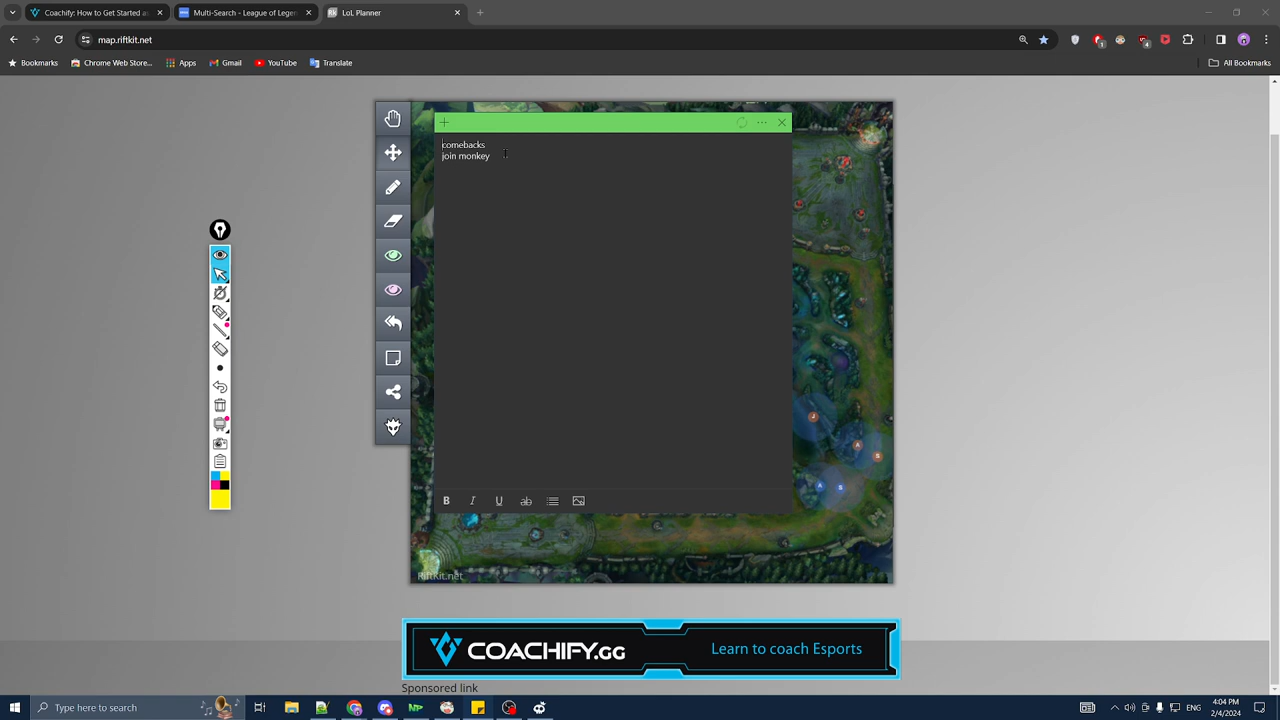 Coachify: How to Get Started as
Multi-Search - League of Legen
LoL Planner
map.riftkit.net
Bookmarks
Chrome Web Store...
Apps
Gmail
YouTube
Translate
All Bookmarks
comebacks
join monkey
B I U ab
RiftKit.net
COACHIFY.GG
Learn to coach Esports
Sponsored link
Type here to search
4:04 PM
2/4/2024